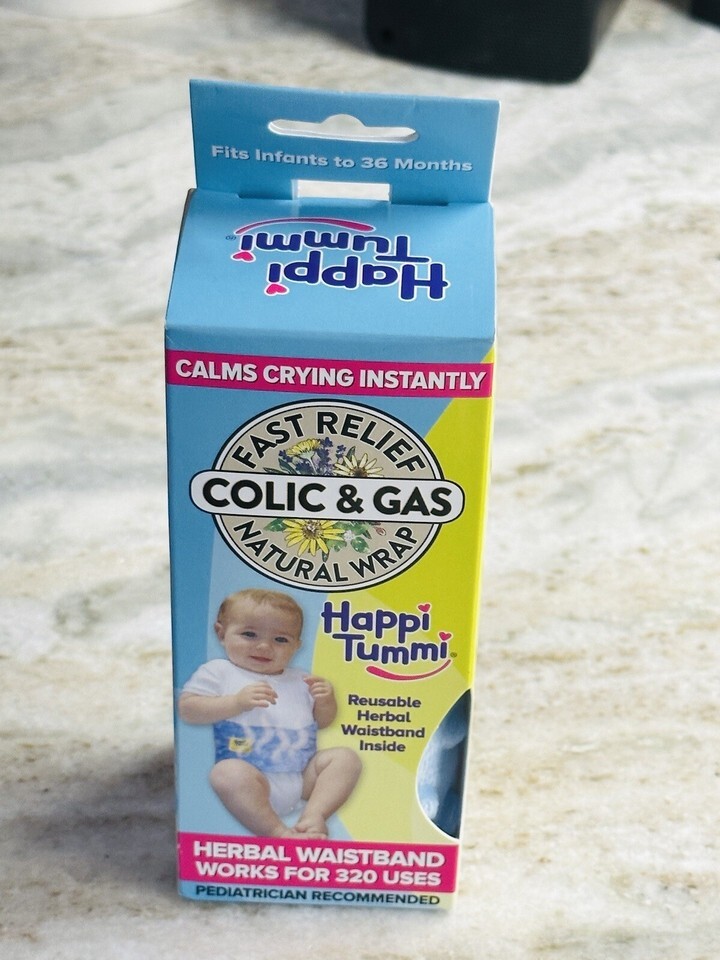 Fits Infants to 36 Months
Happi
Tummi®
CALMS CRYING INSTANTLY
FAST RELIEF
COLIC & GAS
NATURAL WRAP
Happi
Tummi®
Reusable
Herbal
Waistband
Inside
HERBAL WAISTBAND
WORKS FOR 320 USES
PEDIATRICIAN RECOMMENDED